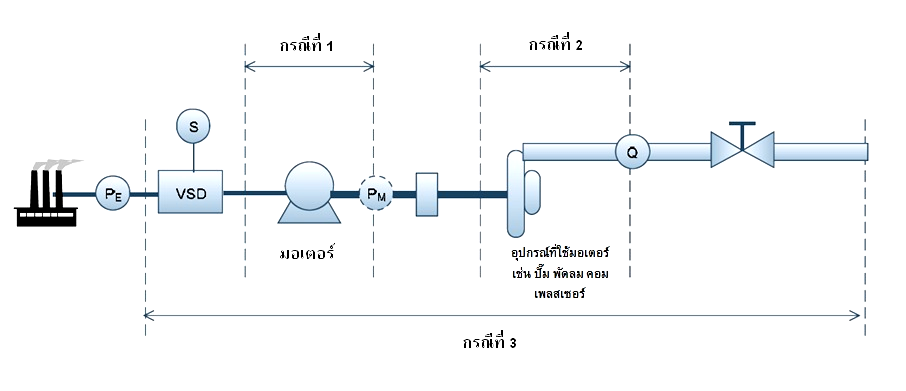 กรณีที่ 1
กรณีที่ 2
S
PE
VSD
PM
Q
มอเตอร์
อุปกรณ์ที่ใช้มอเตอร์
เช่น ปั๊ม พัดลม คอม
เพลสเซอร์
กรณีที่ 3